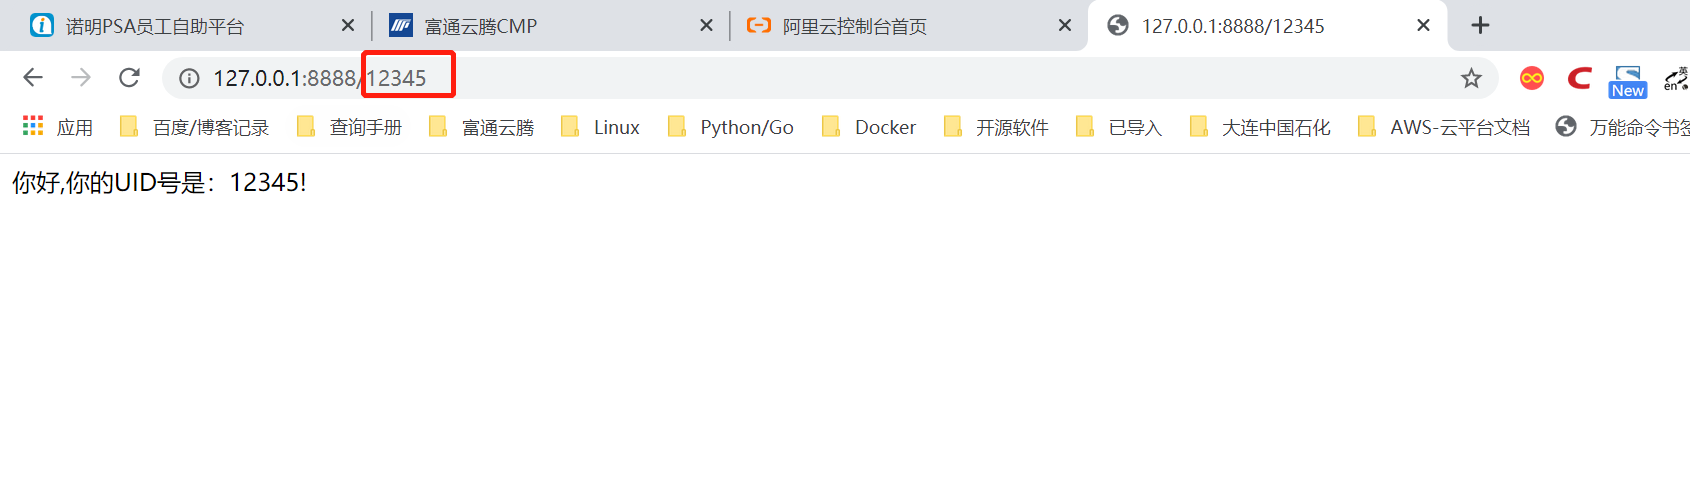 诺明PSA员工自助平台 富通云腾CMP 阿里云控制台首页 127.0.0.1:8888/12345
127.0.0.1:8888/12345 New 英 en
应用 百度/博客记录 查询手册 富通云腾 Linux Python/Go Docker 开源软件 已导入 大连中国石化 AWS-云平台文档 万能命令书签
你好,你的UID号是：12345!